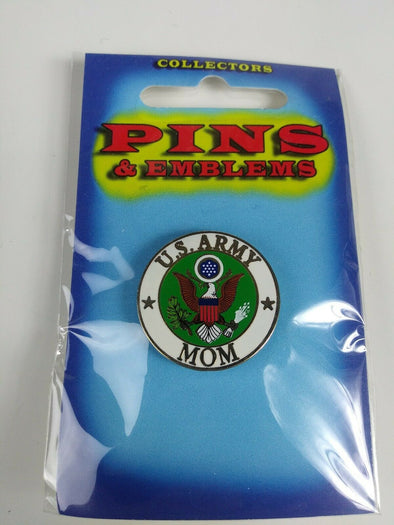 COLLECTORS
PINS
& EMBLEMS
U.S. ARMY
MOM